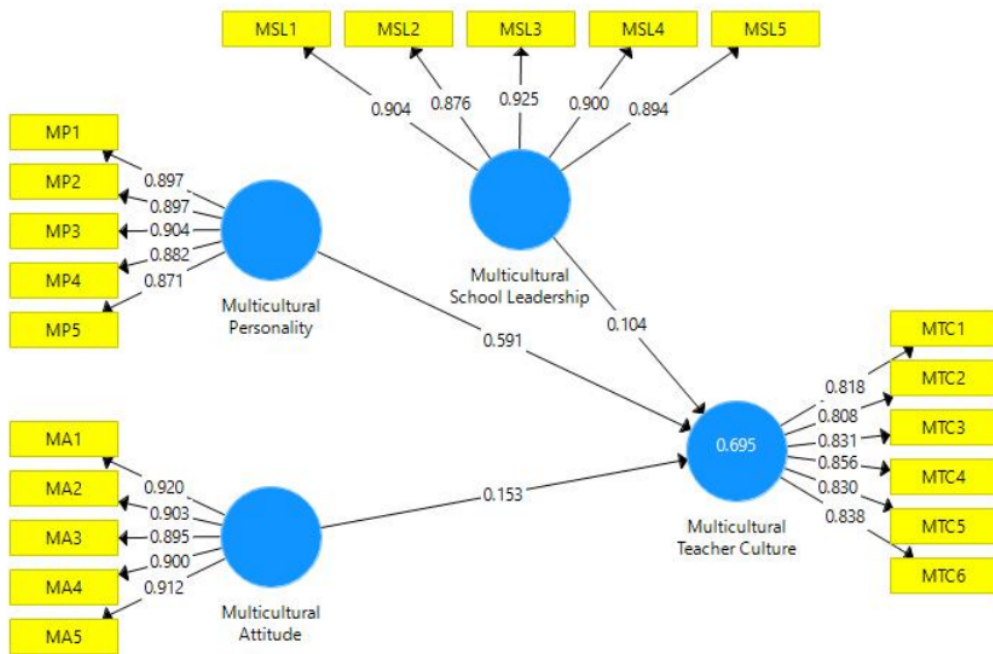 MSL1
MSL2
MSL3
MSL4
MSL5
0.904
0.876
0.925
0.900
0.894
MP1
MP2
MP3
MP4
MP5
0.897
0.897
0.904
0.882
0.871
Multicultural
Personality
Multicultural
School Leadership
0.591
0.104
MA1
MA2
MA3
MA4
MA5
0.920
0.903
0.895
0.900
0.912
Multicultural
Attitude
0.153
0.695
Multicultural
Teacher Culture
0.818
0.808
0.831
0.856
0.830
0.838
MTC1
MTC2
MTC3
MTC4
MTC5
MTC6